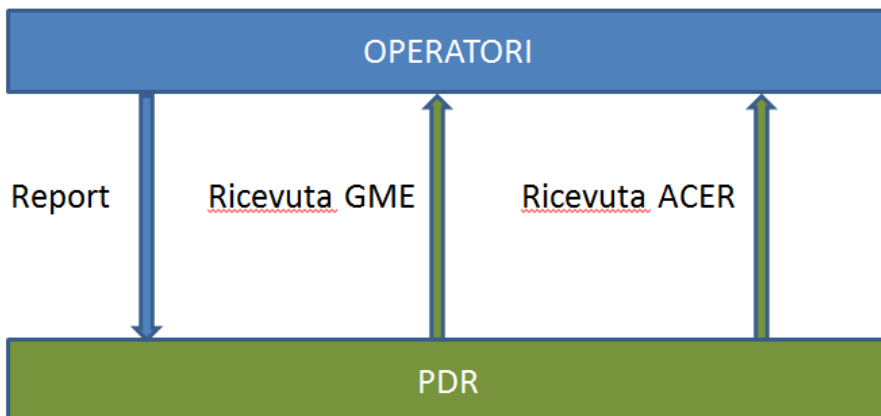 OPERATORI
Report
Ricevuta GME
Ricevuta ACER
PDR